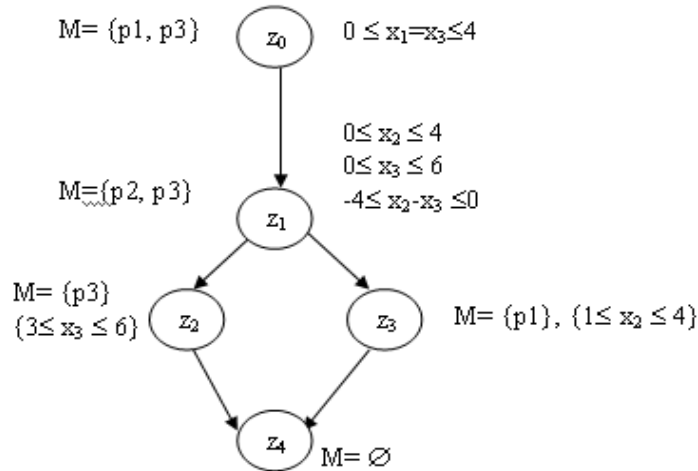 M= {p1, p3}
z0
0 ≤ x1=x3≤4
0≤ x2 ≤ 4
0≤ x3 ≤ 6
-4≤ x2-x3 ≤0
M={p2, p3}
z1
M= {p3}
{3≤ x3 ≤ 6}
z2
z3
M= {p1}, {1≤ x2 ≤ 4}
z4
M= ∅